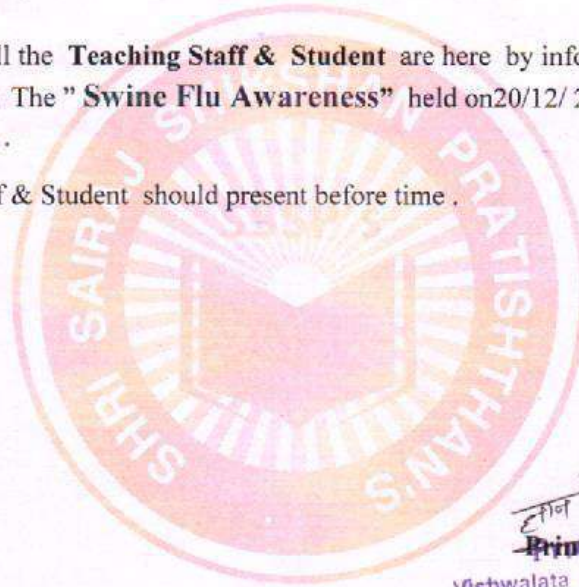 ll the Teaching Staff & Student are here by info
The ” Swine Flu Awareness” held on20/12/ 2
.
f & Student should present before time .
SHRI SAIRAJ SHIKSHAN PRATISHTHAN'S
Prin
Vishwalata